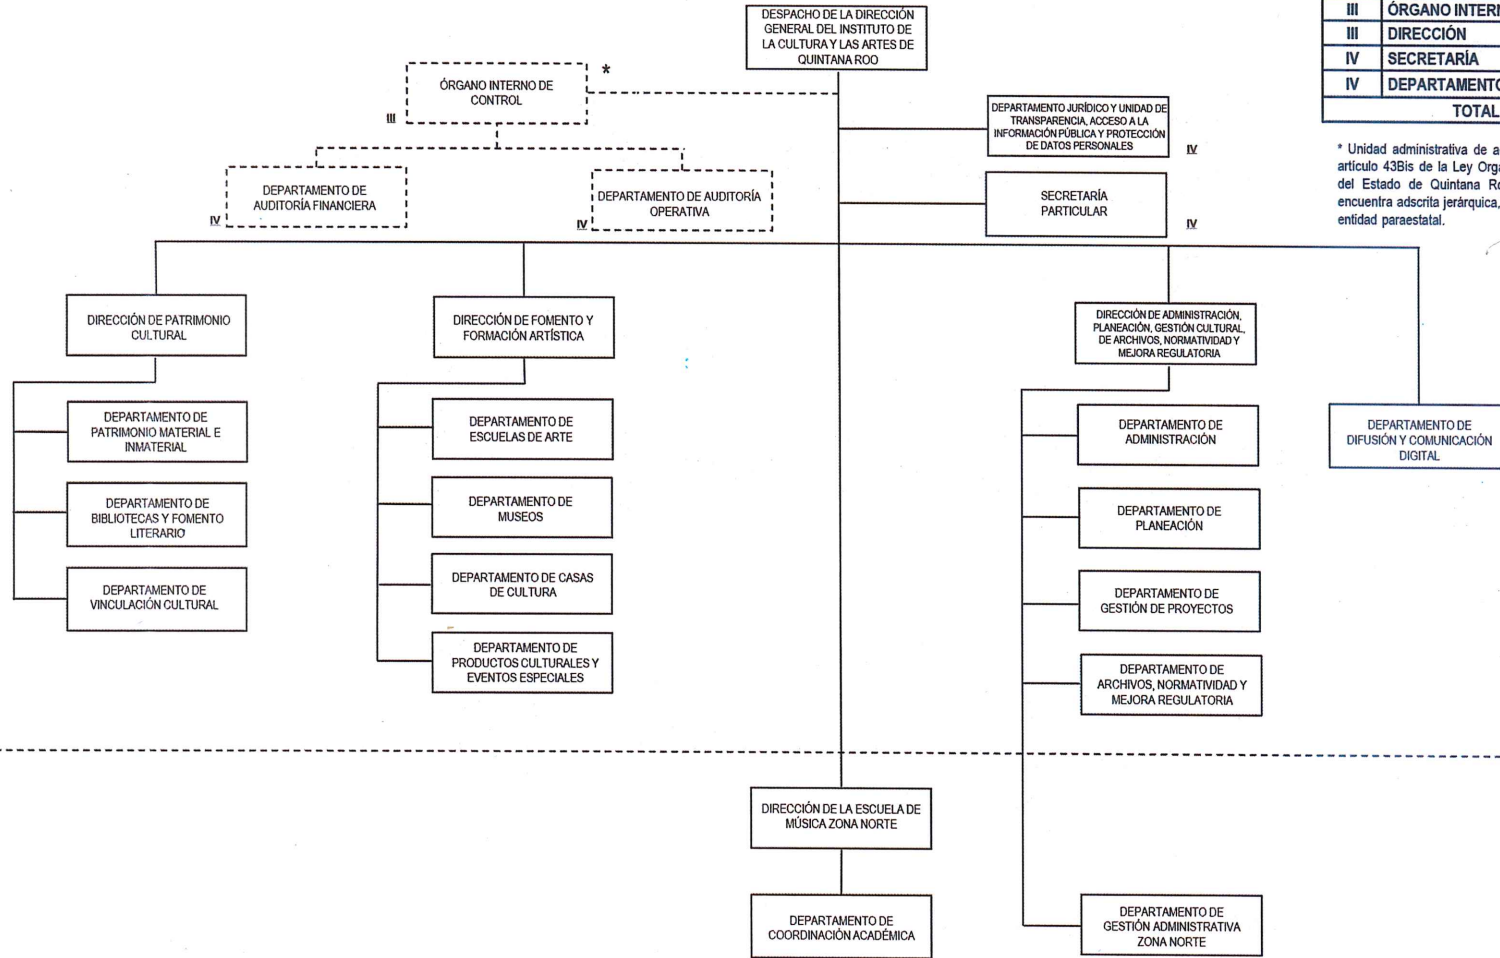 DESPACHO DE LA DIRECCIÓN
GENERAL DEL INSTITUTO DE
LA CULTURA Y LAS ARTES DE
QUINTANA ROO
III ÓRGANO
III DIRECCIÓN
IV SECRETARÍA
IV DEPARTAMENTO
TOTAL
* Unidad administrativa de
artículo 43Bis de la Ley
del Estado de Quintana
encuentra adscrita jerárquica,
entidad paraestatal.
ÓRGANO INTERNO DE
CONTROL
*
III
DEPARTAMENTO JURÍDICO Y UNIDAD DE
TRANSPARENCIA, ACCESO A LA
INFORMACIÓN PÚBLICA Y PROTECCIÓN
DE DATOS PERSONALES
IV
DEPARTAMENTO DE
AUDITORÍA FINANCIERA
IV
DEPARTAMENTO DE AUDITORÍA
OPERATIVA
IV
SECRETARÍA
PARTICULAR
IV
DIRECCIÓN DE PATRIMONIO
CULTURAL
DEPARTAMENTO DE
PATRIMONIO MATERIAL E
INMATERIAL
DEPARTAMENTO DE
BIBLIOTECAS Y FOMENTO
LITERARIO
DEPARTAMENTO DE
VINCULACIÓN CULTURAL
DIRECCIÓN DE FOMENTO Y
FORMACIÓN ARTÍSTICA
DEPARTAMENTO DE
ESCUELAS DE ARTE
DEPARTAMENTO DE
MUSEOS
DEPARTAMENTO DE CASAS
DE CULTURA
DEPARTAMENTO DE
PRODUCTOS CULTURALES Y
EVENTOS ESPECIALES
DIRECCIÓN DE ADMINISTRACIÓN,
PLANEACIÓN, GESTIÓN CULTURAL,
DE ARCHIVOS, NORMATIVIDAD Y
MEJORA REGULATORIA
DEPARTAMENTO DE
ADMINISTRACIÓN
DEPARTAMENTO DE
PLANEACIÓN
DEPARTAMENTO DE
GESTIÓN DE PROYECTOS
DEPARTAMENTO DE
ARCHIVOS, NORMATIVIDAD Y
MEJORA REGULATORIA
DEPARTAMENTO DE
DIFUSIÓN Y COMUNICACIÓN
DIGITAL
DIRECCIÓN DE LA ESCUELA DE
MÚSICA ZONA NORTE
DEPARTAMENTO DE
COORDINACIÓN ACADÉMICA
DEPARTAMENTO DE
GESTIÓN ADMINISTRATIVA
ZONA NORTE